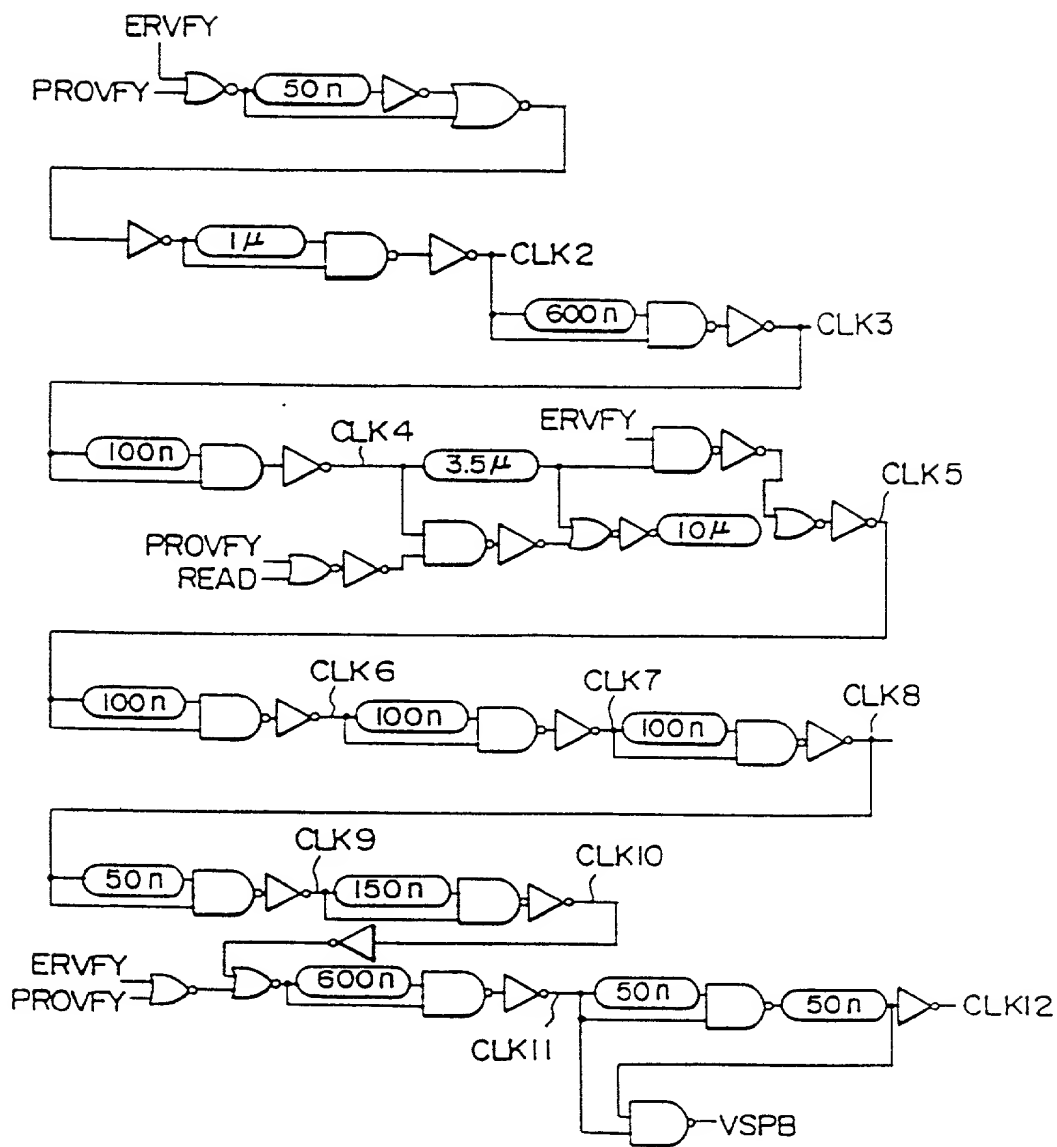 ERVFY
PROVFY
50n
1μ
CLK2
600n
CLK3
100n
CLK4
3.5μ
ERVFY
CLK5
10μ
PROVFY
READ
100n
CLK6
100n
CLK7
100n
CLK8
50n
CLK9
150n
CLK10
ERVFY
PROVFY
600n
CLK11
50n
50n
CLK12
VSPB